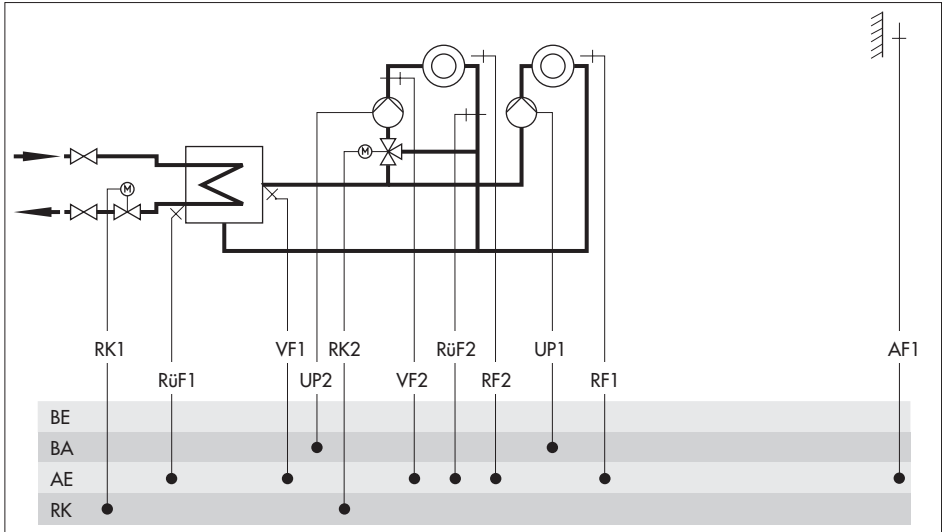 M
M
RK1 VF1 RK2 RüF2 UP1 AF1
RüF1 UP2 VF2 RF2 RF1
BE
BA
AE
RK